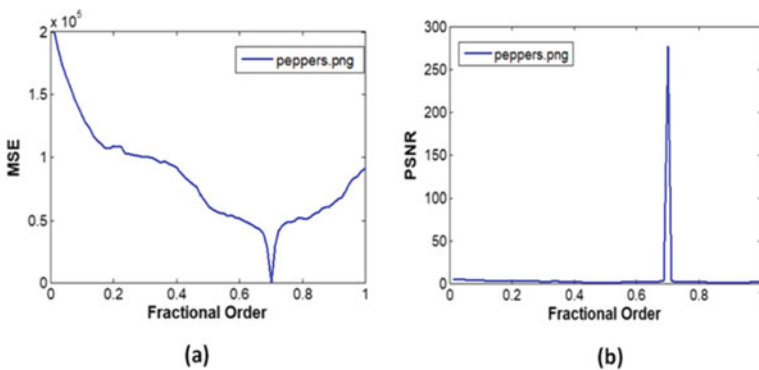 2 x 10^5
1.5
1
0.5
0
MSE
peppers.png
0 0.2 0.4 0.6 0.8 1
Fractional Order
(a)
300
250
200
150
100
50
0
PSNR
peppers.png
0 0.2 0.4 0.6 0.8
Fractional Order
(b)